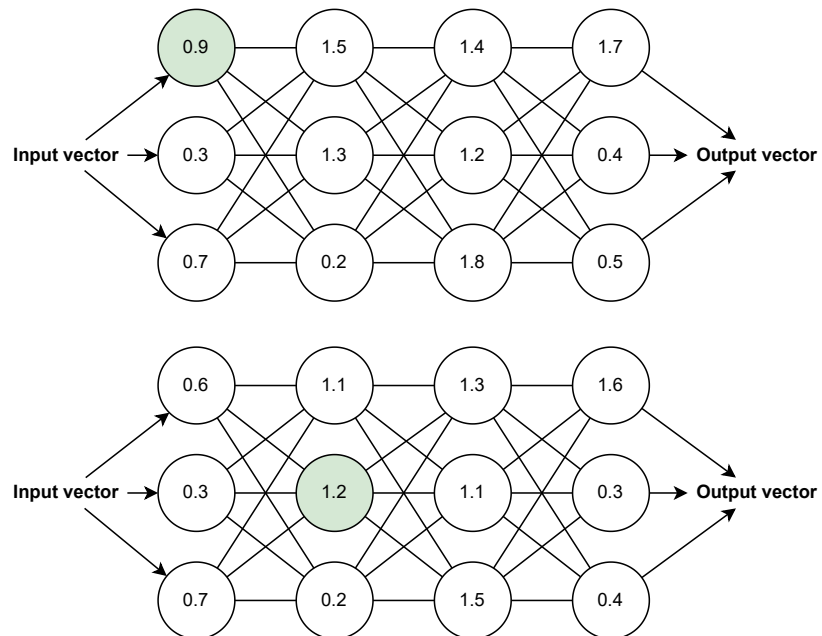 0.9 1.5 1.4 1.7
Input vector 0.3 1.3 1.2 0.4 Output vector
0.7 0.2 1.8 0.5
0.6 1.1 1.3 1.6
Input vector 0.3 1.2 1.1 0.3 Output vector
0.7 0.2 1.5 0.4